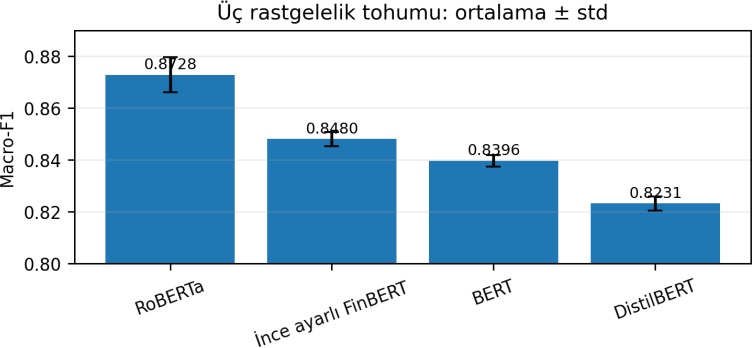 Üç rastgelelik tohumu: ortalama ± std
Macro-F1
0.88
0.86
0.84
0.82
0.80
0.8728
0.8480
0.8396
0.8231
RoBERTa
İnce ayarlı FinBERT
BERT
DistilBERT